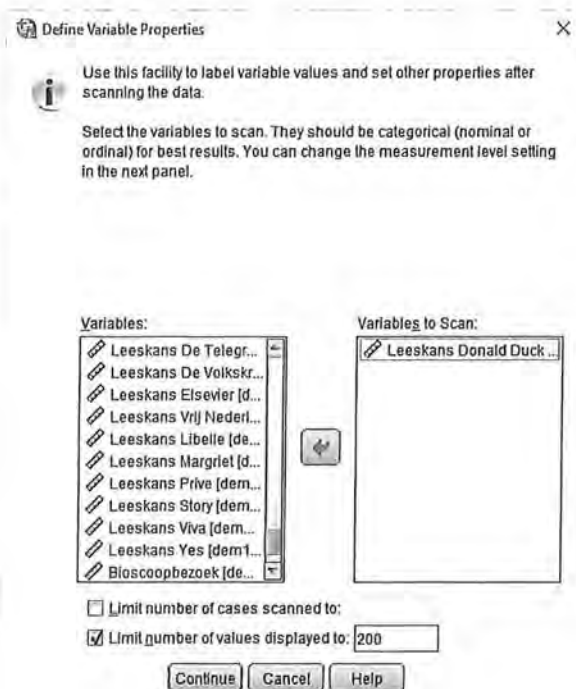 Define Variable Properties
Use this facility to label variable values and set other properties after
scanning the data.
Select the variables to scan. They should be categorical (nominal or
ordinal) for best results. You can change the measurement level setting
in the next panel.
Variables:
Leeskans De Telegr...
Leeskans De Volkskr...
Leeskans Elsevier [d...
Leeskans Vrij Nederl...
Leeskans Libelle [de...
Leeskans Margriet [d...
Leeskans Prive [dem...
Leeskans Story [dem...
Leeskans Viva [dem...
Leeskans Yes [dem1...
Bioscoopbezoek [de...
Variables to Scan:
Leeskans Donald Duck ...
Limit number of cases scanned to:
Limit number of values displayed to: 200
Continue Cancel Help